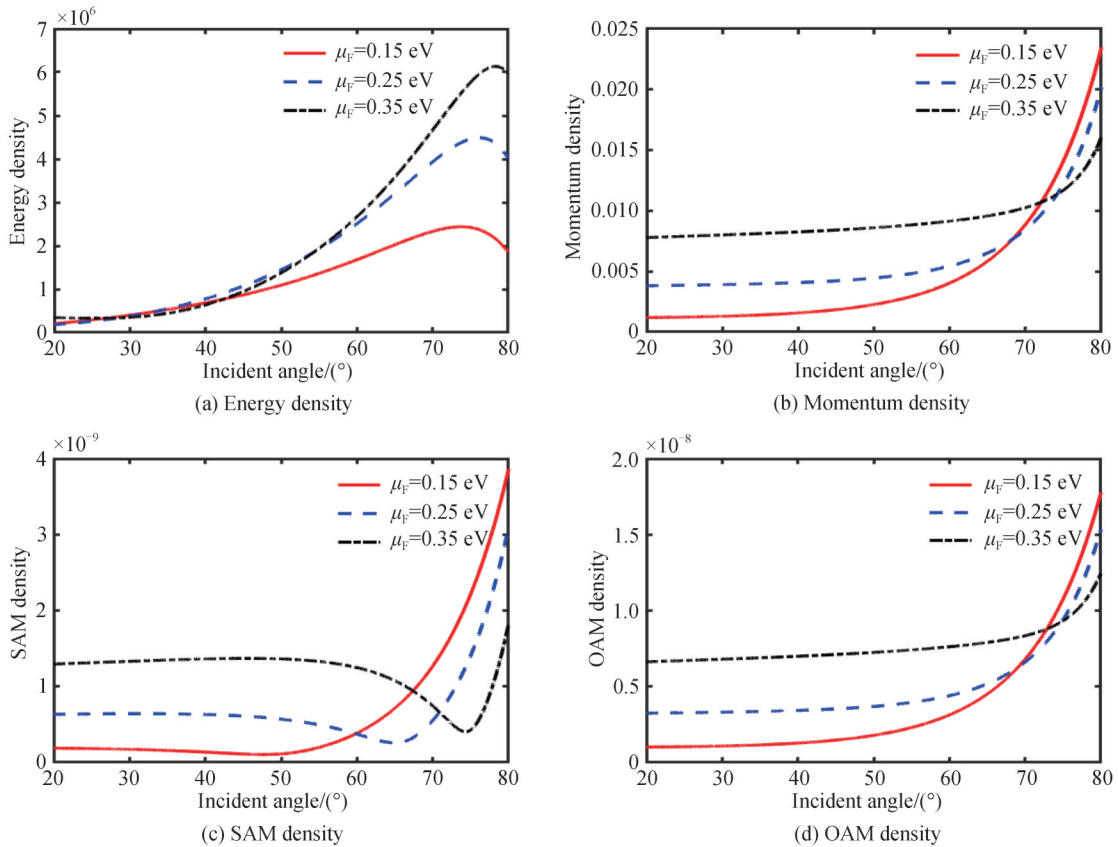 ×10⁶
7
6
5
4
3
2
1
0
Energy density
μF=0.15 eV
μF=0.25 eV
μF=0.35 eV
20 30 40 50 60 70 80
Incident angle/(°)
(a) Energy density
0.025
0.020
0.015
0.010
0.005
0
Momentum density
μF=0.15 eV
μF=0.25 eV
μF=0.35 eV
20 30 40 50 60 70 80
Incident angle/(°)
(b) Momentum density
×10⁻⁹
4
3
2
1
0
SAM density
μF=0.15 eV
μF=0.25 eV
μF=0.35 eV
20 30 40 50 60 70 80
Incident angle/(°)
(c) SAM density
×10⁻⁸
2.0
1.5
1.0
0.5
0
OAM density
μF=0.15 eV
μF=0.25 eV
μF=0.35 eV
20 30 40 50 60 70 80
Incident angle/(°)
(d) OAM density